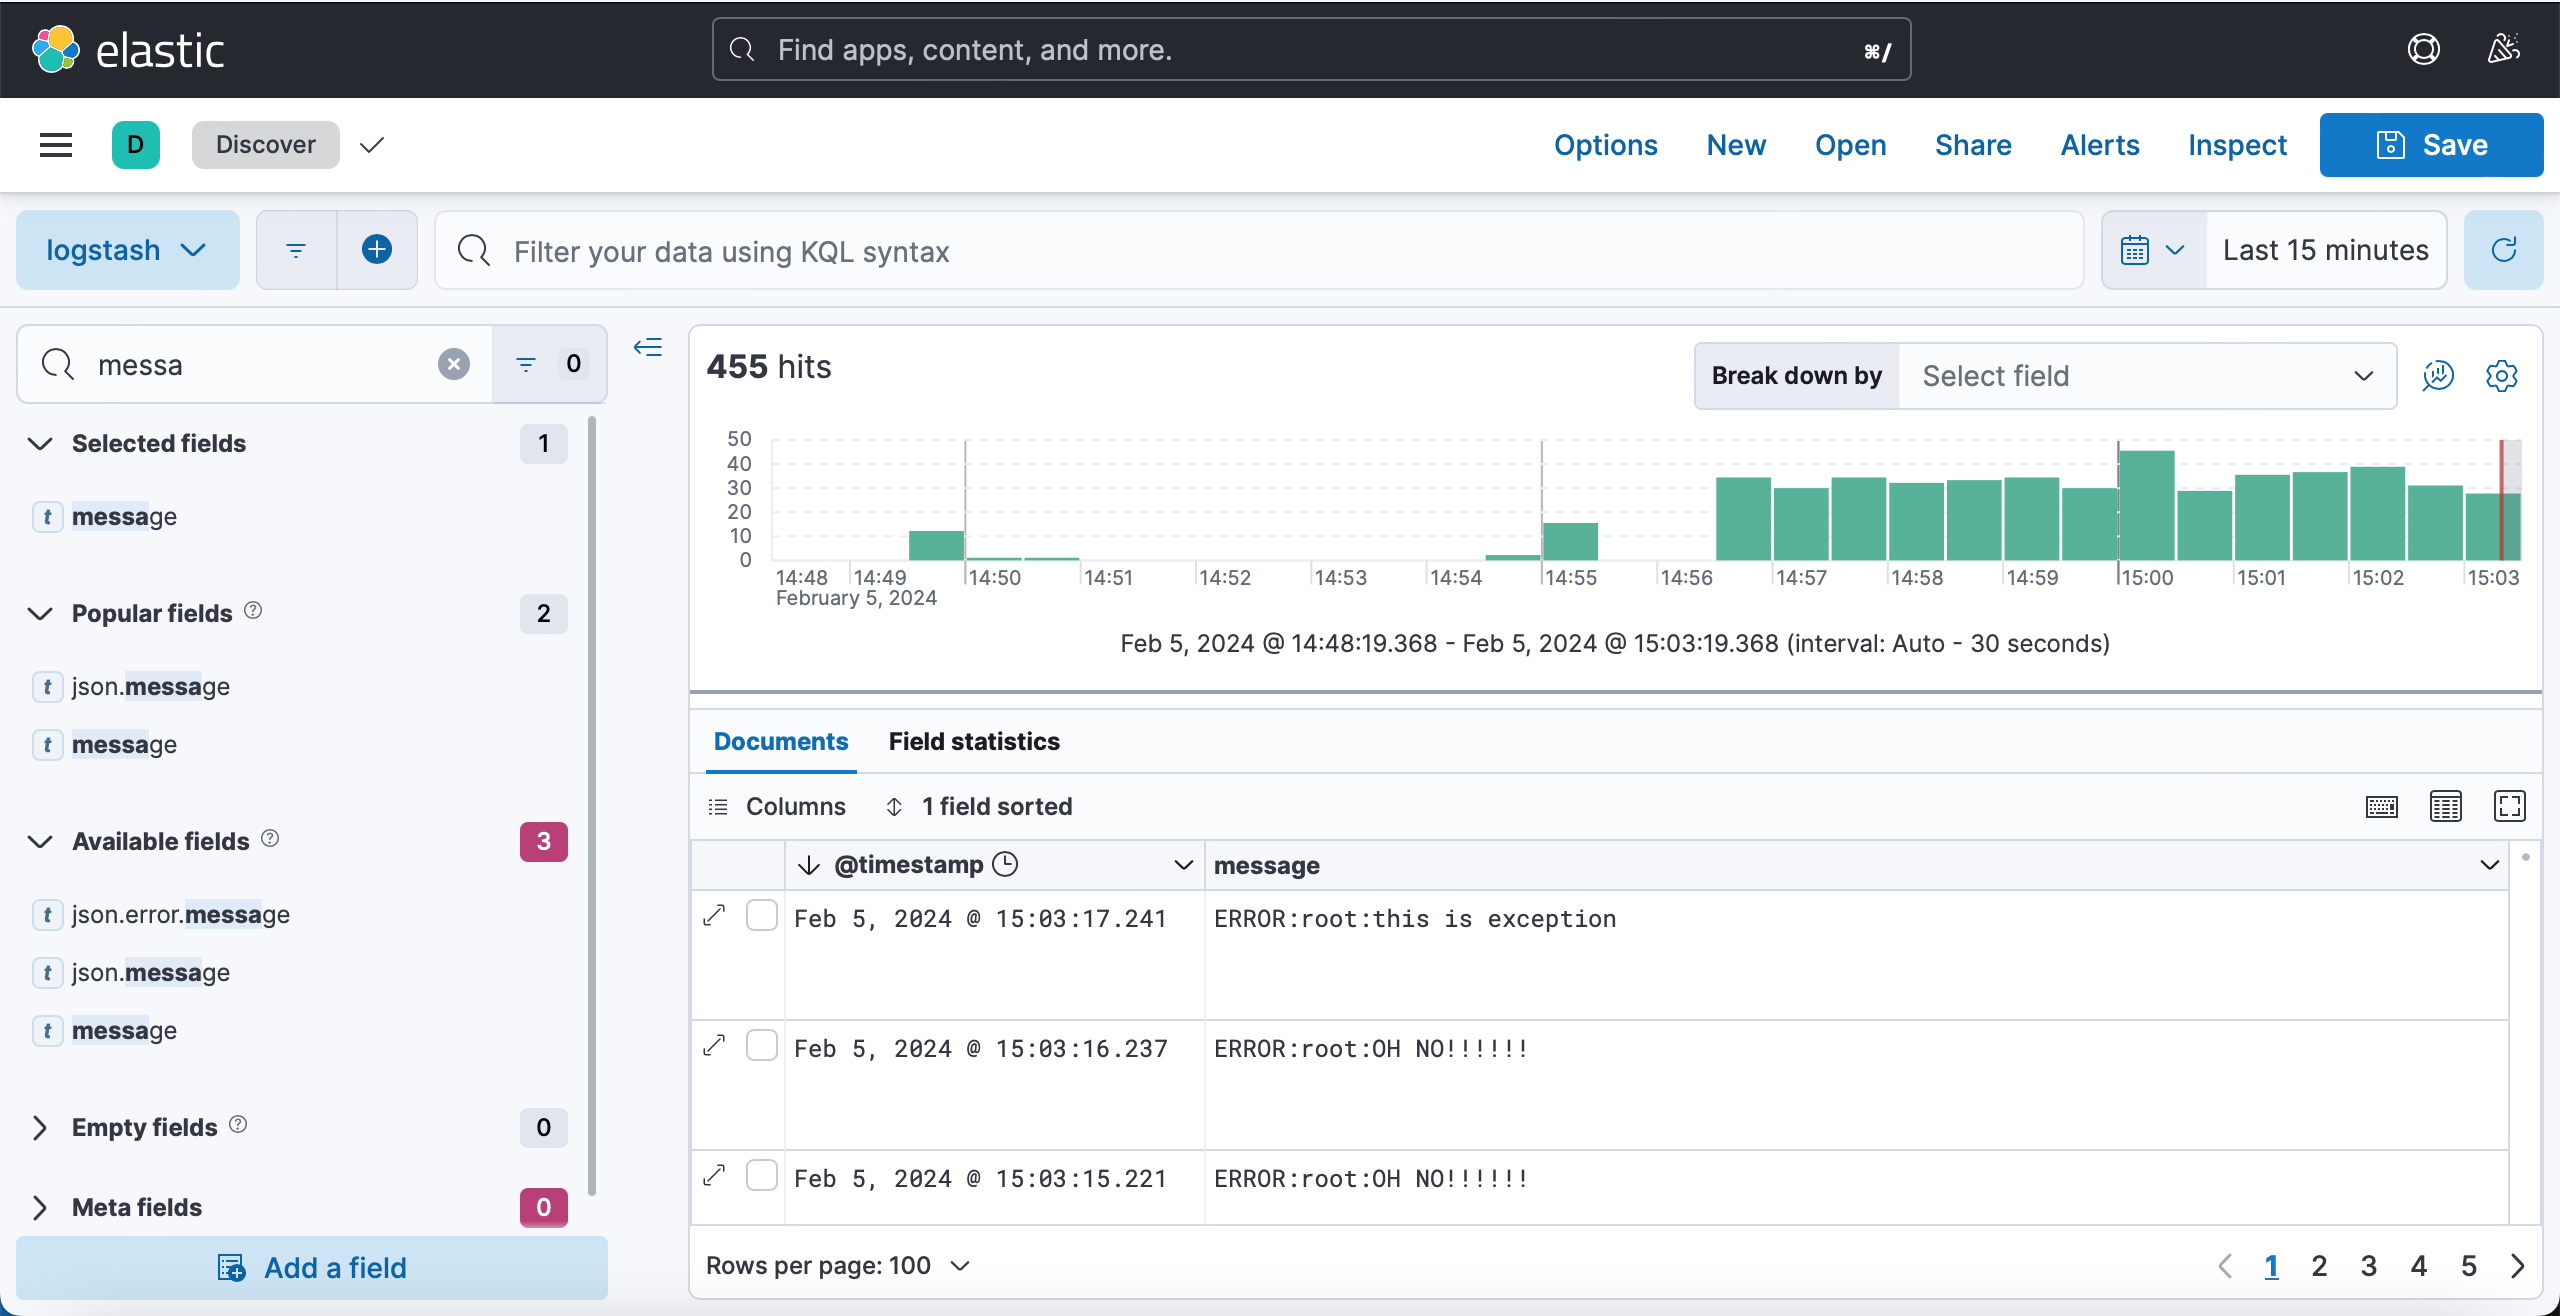 elastic
Find apps, content, and more.
⌘/
D
Discover
Options
New
Open
Share
Alerts
Inspect
Save
logstash
Filter your data using KQL syntax
Last 15 minutes
messa
0
Selected fields
1
t message
Popular fields
2
t json.message
t message
Available fields
3
t json.error.message
t json.message
t message
Empty fields
0
Meta fields
0
Add a field
455 hits
Break down by
Select field
50
40
30
20
10
0
14:48 14:49 14:50 14:51 14:52 14:53 14:54 14:55 14:56 14:57 14:58 14:59 15:00 15:01 15:02 15:03
February 5, 2024
Feb 5, 2024 @ 14:48:19.368 - Feb 5, 2024 @ 15:03:19.368 (interval: Auto - 30 seconds)
Documents
Field statistics
Columns
1 field sorted
@timestamp
message
Feb 5, 2024 @ 15:03:17.241 ERROR:root:this is exception
Feb 5, 2024 @ 15:03:16.237 ERROR:root:OH NO!!!!!!
Feb 5, 2024 @ 15:03:15.221 ERROR:root:OH NO!!!!!!
Rows per page: 100
1 2 3 4 5